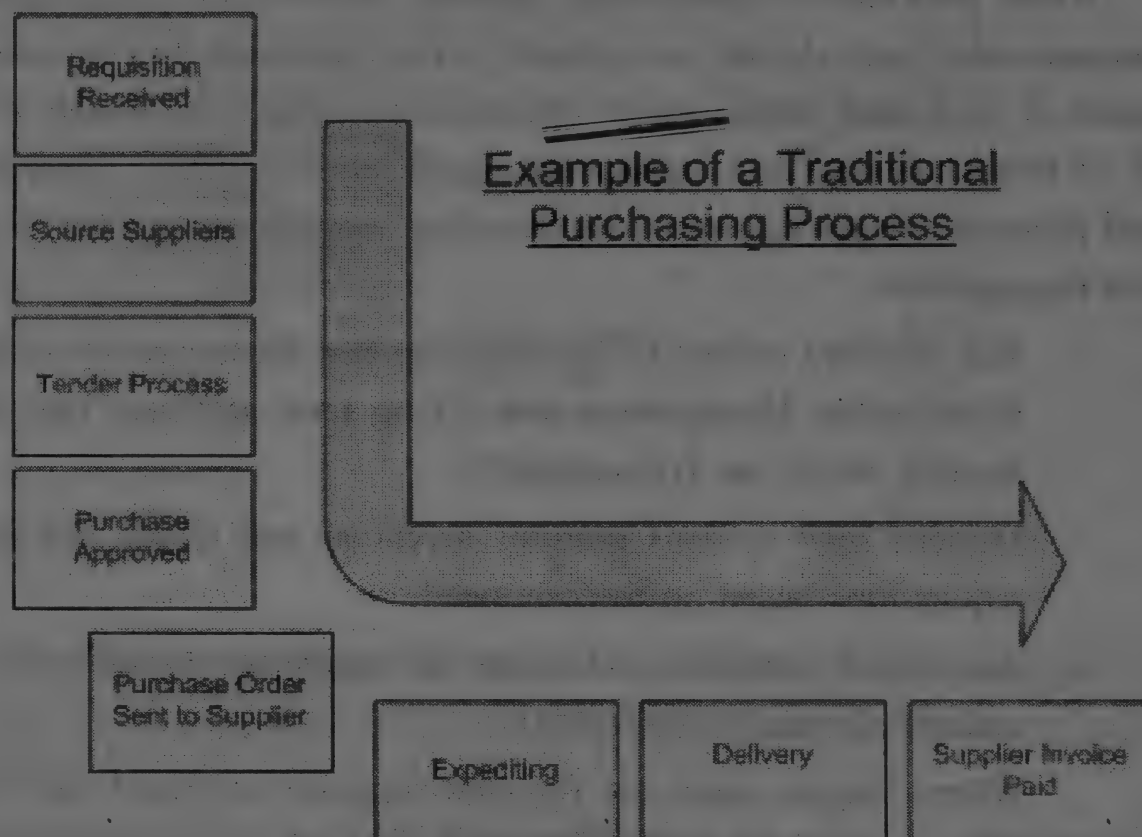 Requisition
Received
Example of a Traditional
Purchasing Process
Source Suppliers
Tender Process
Purchase
Approved
Purchase Order
Sent to Supplier
Expediting
Delivery
Supplier Invoice
Paid